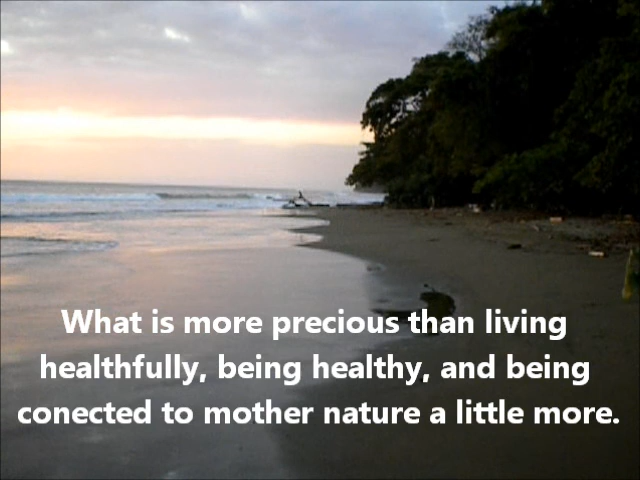 What is more precious than living
healthfully, being healthy, and being
conected to mother nature a little more.